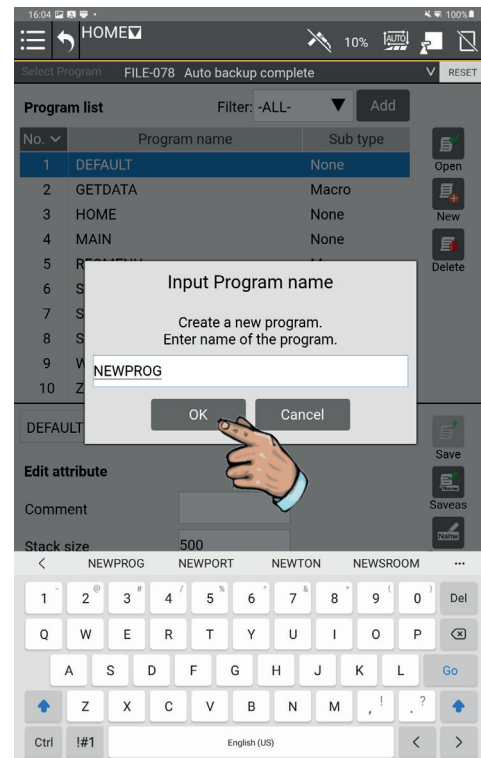 16:04 100%
HOME
10% AUTO
Select Program FILE-078 Auto backup complete RESET
Program list Filter: -ALL- Add
No. Program name Sub type
1 DEFAULT None
2 GETDATA Macro
3 HOME None
4 MAIN None
5
6 S
7 S
8 S
9 W
10 Z
Open
New
Delete
Input Program name
Create a new program.
Enter name of the program.
NEWPROG
OK Cancel
DEFAULT
Save
Edit attribute
Comment
Saveas
Name
Stack size 500
< NEWPROG NEWPORT NEWTON NEWSROOM ...
1 2 @ 3 # 4 / 5 % 6 ^ 7 & 8 * 9 ( 0 ) Del
Q W E R T Y U I O P
A S D F G H J K L Go
Z X C V B N M , ! . ?
Ctrl !#1 English (US) < >